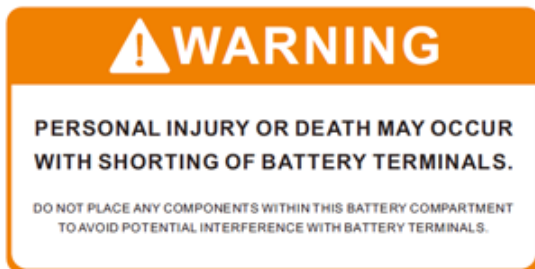 WARNING
PERSONAL INJURY OR DEATH MAY OCCUR
WITH SHORTING OF BATTERY TERMINALS.
DO NOT PLACE ANY COMPONENTS WITHIN THIS BATTERY COMPARTMENT
TO AVOID POTENTIAL INTERFERENCE WITH BATTERY TERMINALS.